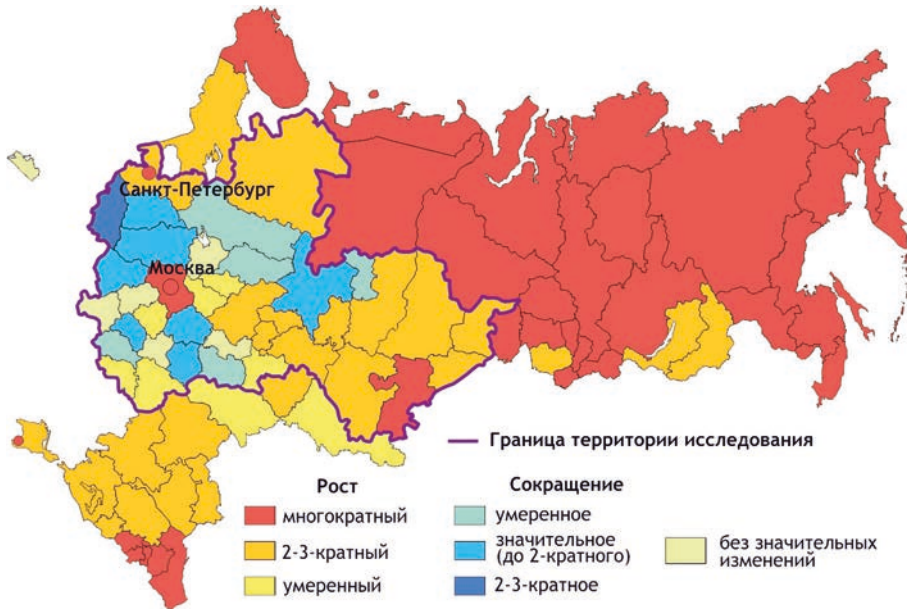 Санкт-Петербург
Москва
Граница территории исследования
Рост
многократный
2-3-кратный
умеренный
Сокращение
умеренное
значительное
(до 2-кратного)
2-3-кратное
без значительных
изменений